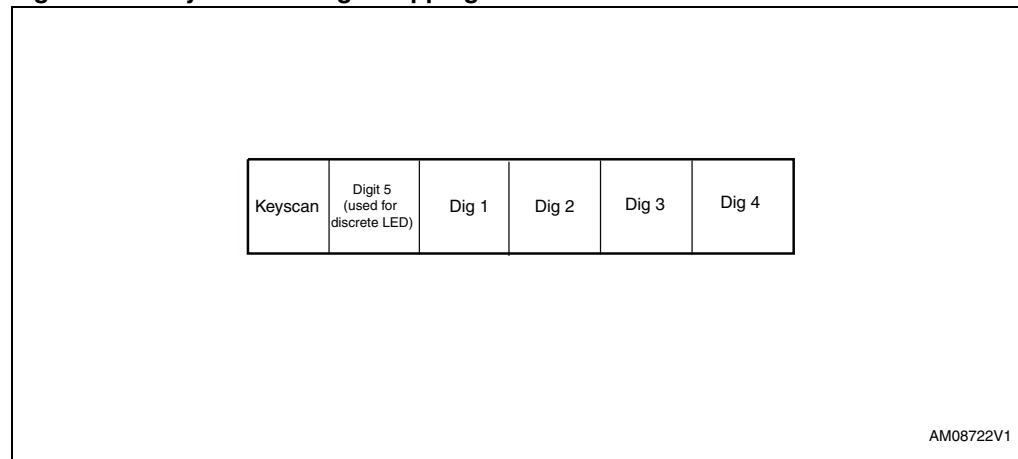 Keyscan
Digit 5
(used for
discrete LED)
Dig 1
Dig 2
Dig 3
Dig 4
AM08722V1